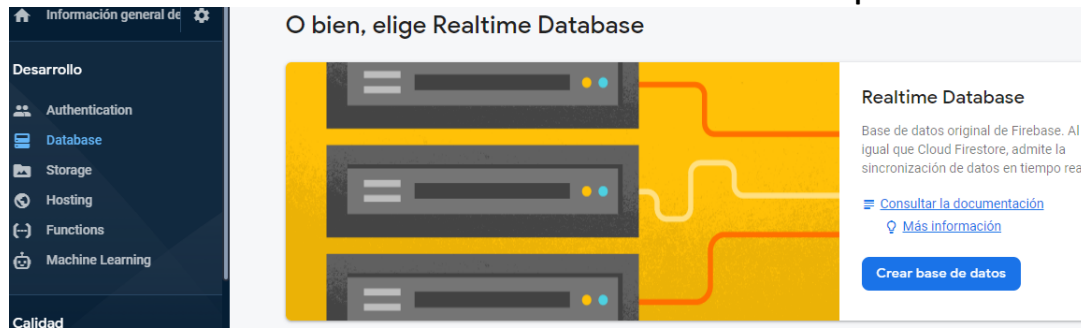 Información general de
Desarrollo
Authentication
Database
Storage
Hosting
Functions
Machine Learning
Calidad
O bien, elige Realtime Database
Realtime Database
Base de datos original de Firebase. Al
igual que Cloud Firestore, admite la
sincronización de datos en tiempo rea
Consultar la documentación
Más información
Crear base de datos